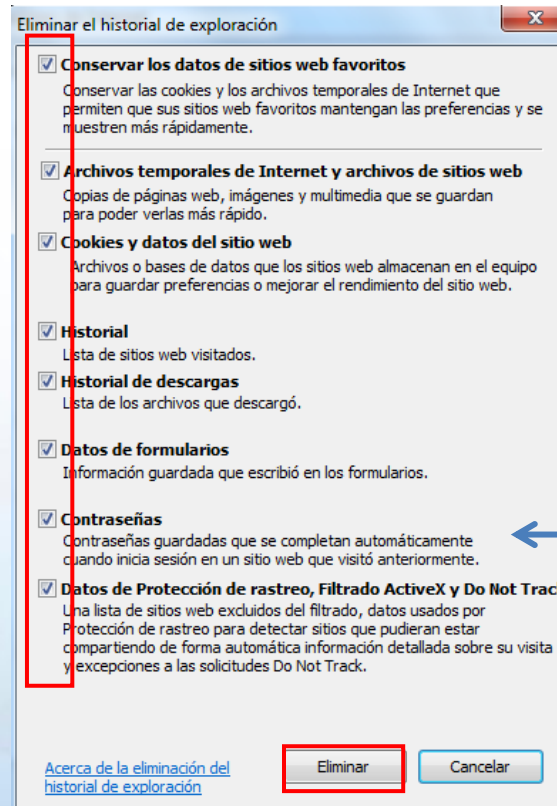 Eliminar el historial de exploración
Conservar los datos de sitios web favoritos
Conservar las cookies y los archivos temporales de Internet que
permiten que sus sitios web favoritos mantengan las preferencias y se
muestren más rápidamente.
Archivos temporales de Internet y archivos de sitios web
Copias de páginas web, imágenes y multimedia que se guardan
para poder verlas más rápido.
Cookies y datos del sitio web
Archivos o bases de datos que los sitios web almacenan en el equipo
para guardar preferencias o mejorar el rendimiento del sitio web.
Historial
Lista de sitios web visitados.
Historial de descargas
Lista de los archivos que descargó.
Datos de formularios
Información guardada que escribió en los formularios.
Contraseñas
Contraseñas guardadas que se completan automáticamente
cuando inicia sesión en un sitio web que visitó anteriormente.
Datos de Protección de rastreo, Filtrado ActiveX y Do Not Trac
Una lista de sitios web excluidos del filtrado, datos usados por
Protección de rastreo para detectar sitios que pudieran estar
compartiendo de forma automática información detallada sobre su visita
y excepciones a las solicitudes Do Not Track.
Acerca de la eliminación del
historial de exploración
Eliminar
Cancelar